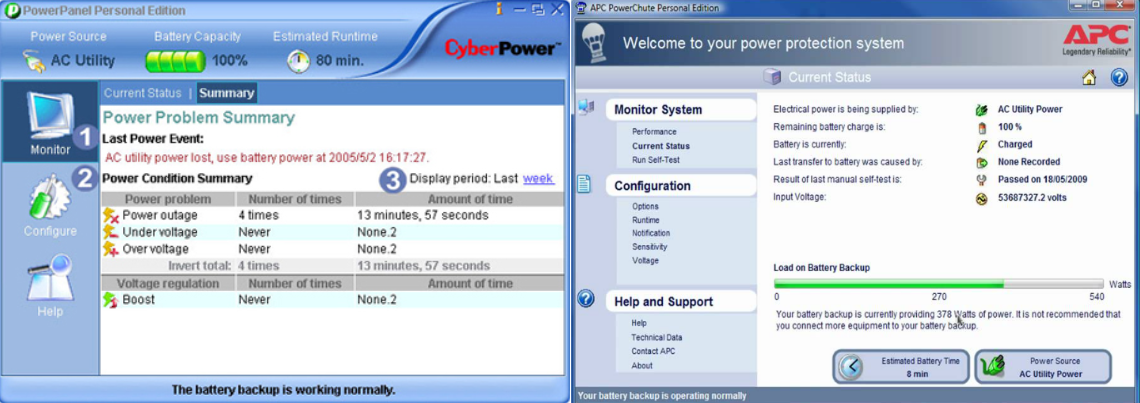 PowerPanel Personal Edition
Power Source Battery Capacity Estimated Runtime
AC Utility 100% 80 min.
CyberPower™
Current Status | Summary
Power Problem Summary
Last Power Event:
AC utility power lost, use battery power at 2005/5/2 16:17:27.
Power Condition Summary
3 Display period: Last week
Power problem Number of times Amount of time
Power outage 4 times 13 minutes, 57 seconds
Under voltage Never None.2
Over voltage Never None.2
Invert total: 4 times 13 minutes, 57 seconds
Voltage regulation Number of times Amount of time
Boost Never None.2
1
Monitor
2
Configure
Help
The battery backup is working normally.
APC PowerChute Personal Edition
Welcome to your power protection system
APC
Legendary Reliability®
Current Status
Monitor System
Performance
Current Status
Run Self-Test
Configuration
Options
Runtime
Notification
Sensitivity
Voltage
Help and Support
Help
Technical Data
Contact APC
About
Electrical power is being supplied by: AC Utility Power
Remaining battery charge is: 100 %
Battery is currently: Charged
Last transfer to battery was caused by: None Recorded
Result of last manual self-test is: Passed on 18/05/2009
Input Voltage: 53687327.2 volts
Load on Battery Backup
Watts
0 270 540
Your battery backup is currently providing 378 Watts of power. It is not recommended that
you connect more equipment to your battery backup.
Estimated Battery Time
8 min
Power Source
AC Utility Power
Your battery backup is operating normally